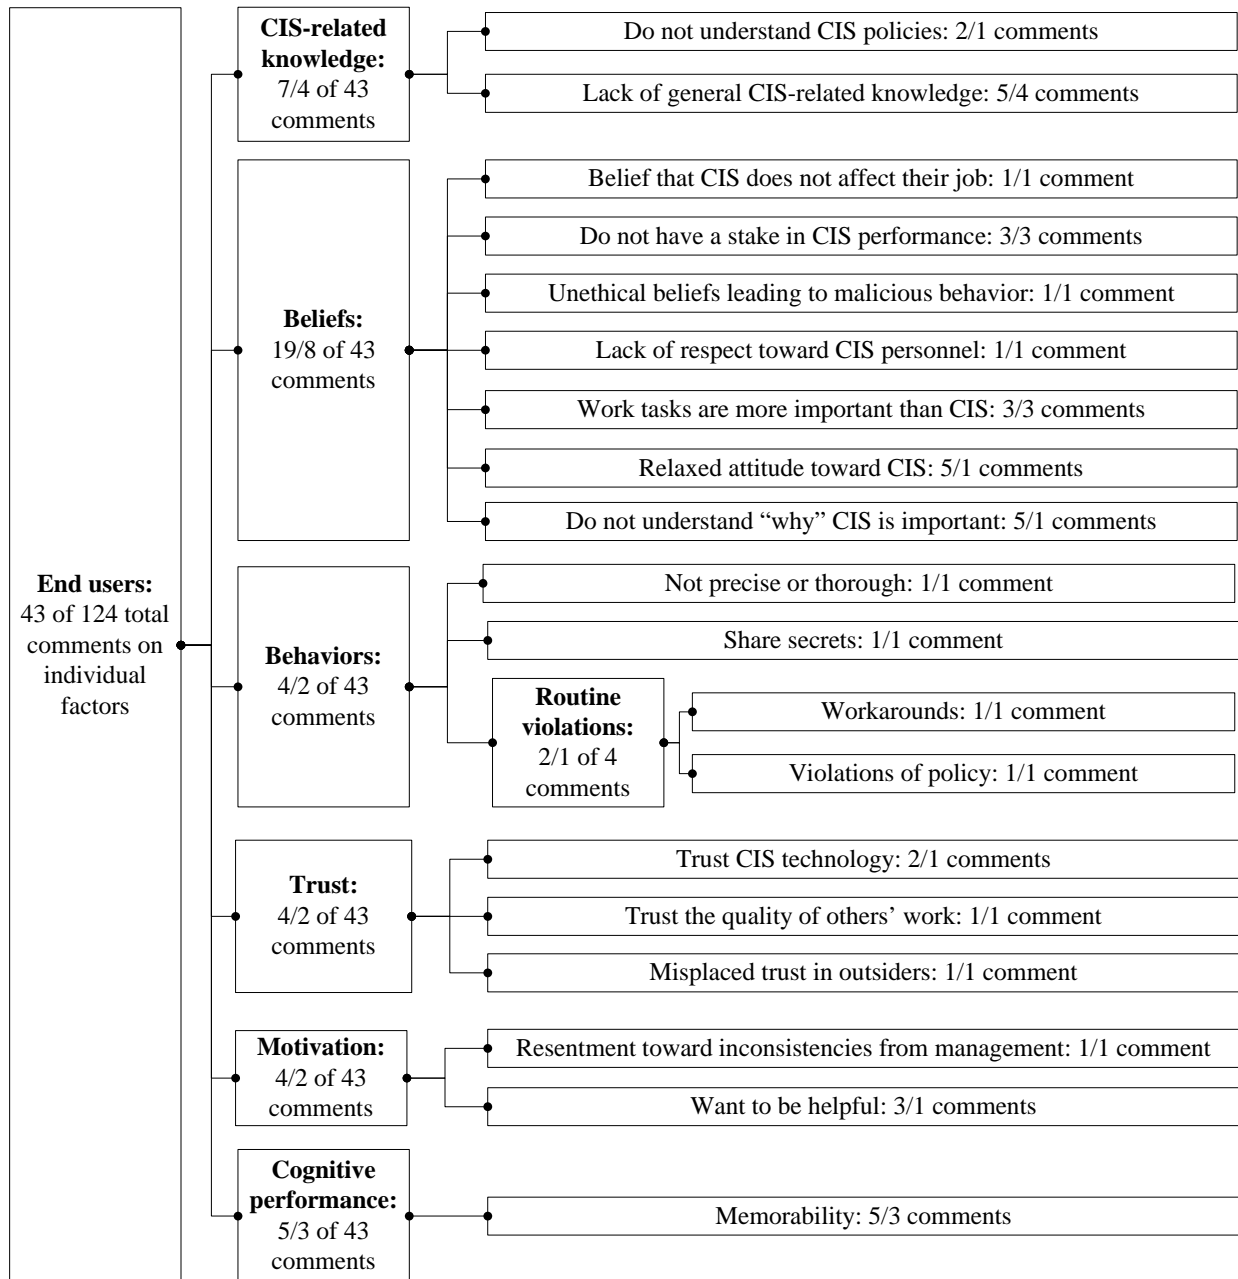 End users:
43 of 124 total
comments on
individual
factors
CIS-related
knowledge:
7/4 of 43
comments
Do not understand CIS policies: 2/1 comments
Lack of general CIS-related knowledge: 5/4 comments
Beliefs:
19/8 of 43
comments
Belief that CIS does not affect their job: 1/1 comment
Do not have a stake in CIS performance: 3/3 comments
Unethical beliefs leading to malicious behavior: 1/1 comment
Lack of respect toward CIS personnel: 1/1 comment
Work tasks are more important than CIS: 3/3 comments
Relaxed attitude toward CIS: 5/1 comments
Do not understand “why” CIS is important: 5/1 comments
Behaviors:
4/2 of 43
comments
Not precise or thorough: 1/1 comment
Share secrets: 1/1 comment
Routine
violations:
2/1 of 4
comments
Workarounds: 1/1 comment
Violations of policy: 1/1 comment
Trust:
4/2 of 43
comments
Trust CIS technology: 2/1 comments
Trust the quality of others’ work: 1/1 comment
Misplaced trust in outsiders: 1/1 comment
Motivation:
4/2 of 43
comments
Resentment toward inconsistencies from management: 1/1 comment
Want to be helpful: 3/1 comments
Cognitive
performance:
5/3 of 43
comments
Memorability: 5/3 comments